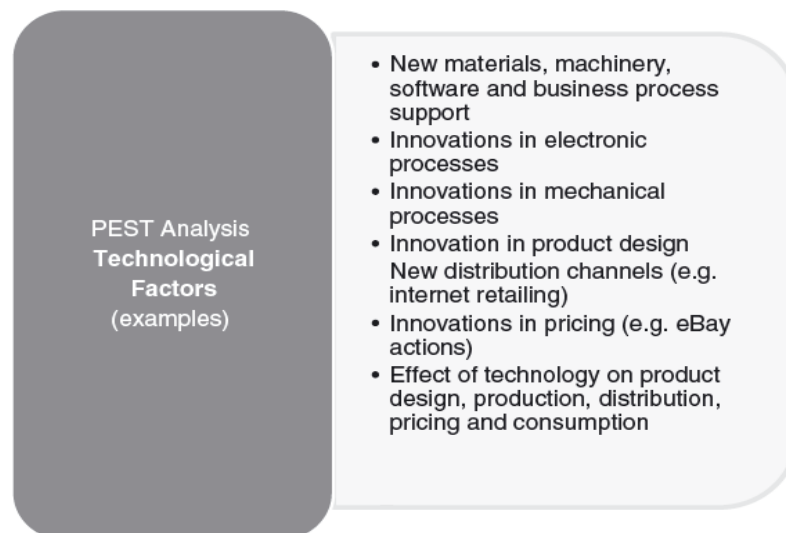 PEST Analysis
Technological
Factors
(examples)
• New materials, machinery,
software and business process
support
• Innovations in electronic
processes
• Innovations in mechanical
processes
• Innovation in product design
New distribution channels (e.g.
internet retailing)
• Innovations in pricing (e.g. eBay
actions)
• Effect of technology on product
design, production, distribution,
pricing and consumption